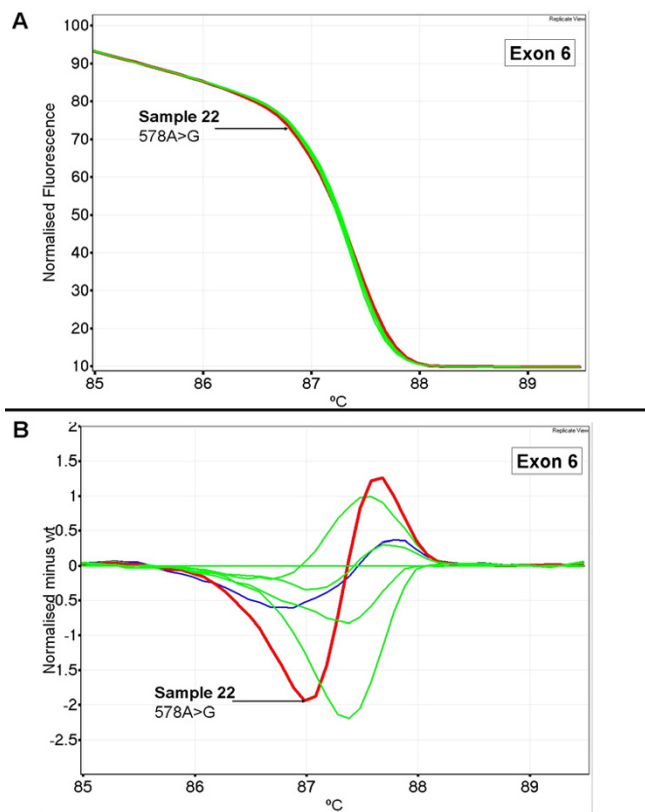 A
Replicate View
Exon 6
Normalised Fluorescence
100
90
80
70
60
50
40
30
20
10
Sample 22
578A>G
85
86
87
88
89
ºC
B
Replicate View
Exon 6
Normalised minus wt
2
1.5
1
0.5
0
-0.5
-1
-1.5
-2
-2.5
Sample 22
578A>G
85
86
87
88
89
ºC